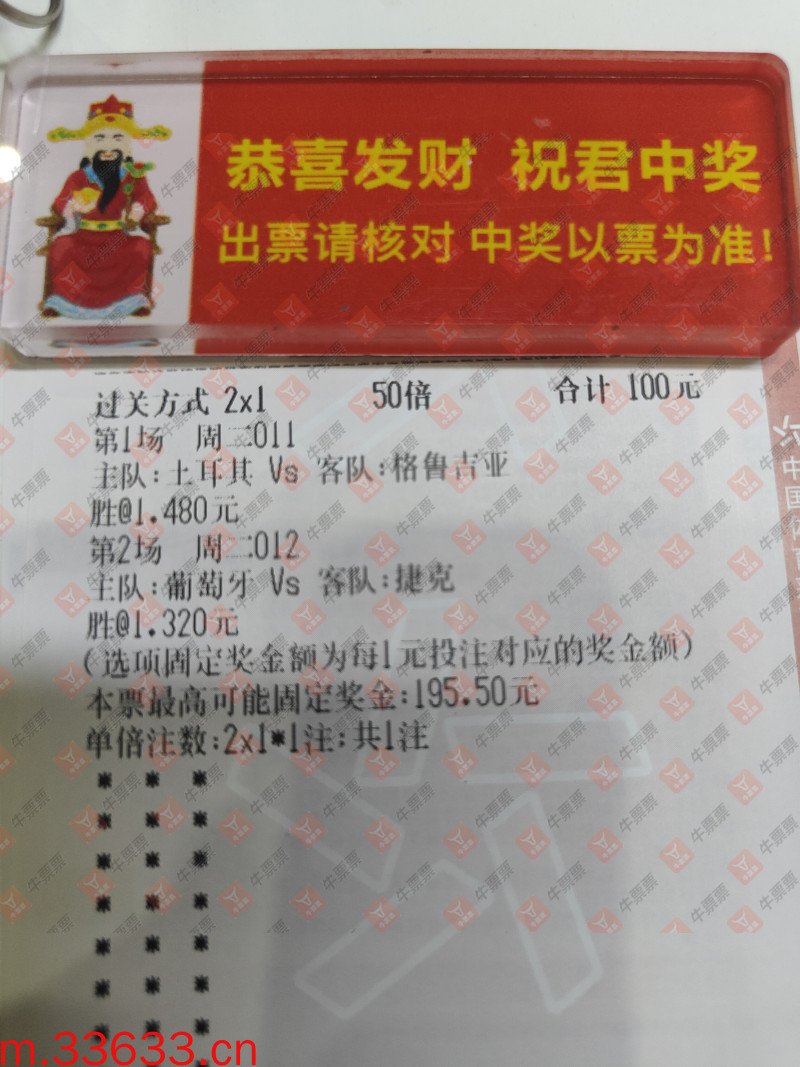 恭喜发财 祝君中奖
出票请核对 中奖以票为准!
过关方式 2x1 50倍 合计 100元
第1场 周二011
主队:土耳其 Vs 客队:格鲁吉亚
胜@1.480元
第2场 周二012
主队:葡萄牙 Vs 客队:捷克
胜@1.320元
(选项固定奖金额为每1元投注对应的奖金额)
本票最高可能固定奖金:195.50元
单倍注数:2x1*1注;共1注
* * *
* * *
* * *
* * *
* * *
* * *
* * *
中国体
牛票票
m.33633.cn